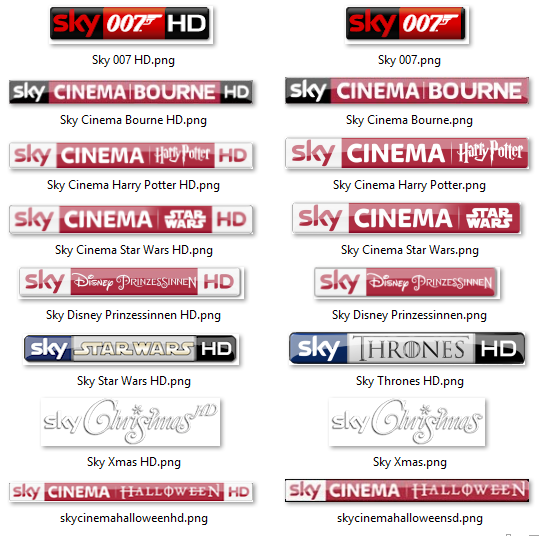 sky 007 HD
sky 007
Sky 007 HD.png
Sky 007.png
sky CINEMA BOURNE HD
sky CINEMA BOURNE
Sky Cinema Bourne HD.png
Sky Cinema Bourne.png
sky CINEMA Harry Potter HD
sky CINEMA Harry Potter
Sky Cinema Harry Potter HD.png
Sky Cinema Harry Potter.png
sky CINEMA STAR WARS HD
sky CINEMA STAR WARS
Sky Cinema Star Wars HD.png
Sky Cinema Star Wars.png
sky Disney Prinzessinnen HD
sky Disney Prinzessinnen
Sky Disney Prinzessinnen HD.png
Sky Disney Prinzessinnen.png
sky STAR WARS HD
sky THRONES HD
Sky Star Wars HD.png
Sky Thrones HD.png
sky Christmas HD
sky Christmas
Sky Xmas HD.png
Sky Xmas.png
sky CINEMA HALLOWEEN HD
sky CINEMA HALLOWEEN
skycinemahalloweenhd.png
skycinemahalloweensd.png